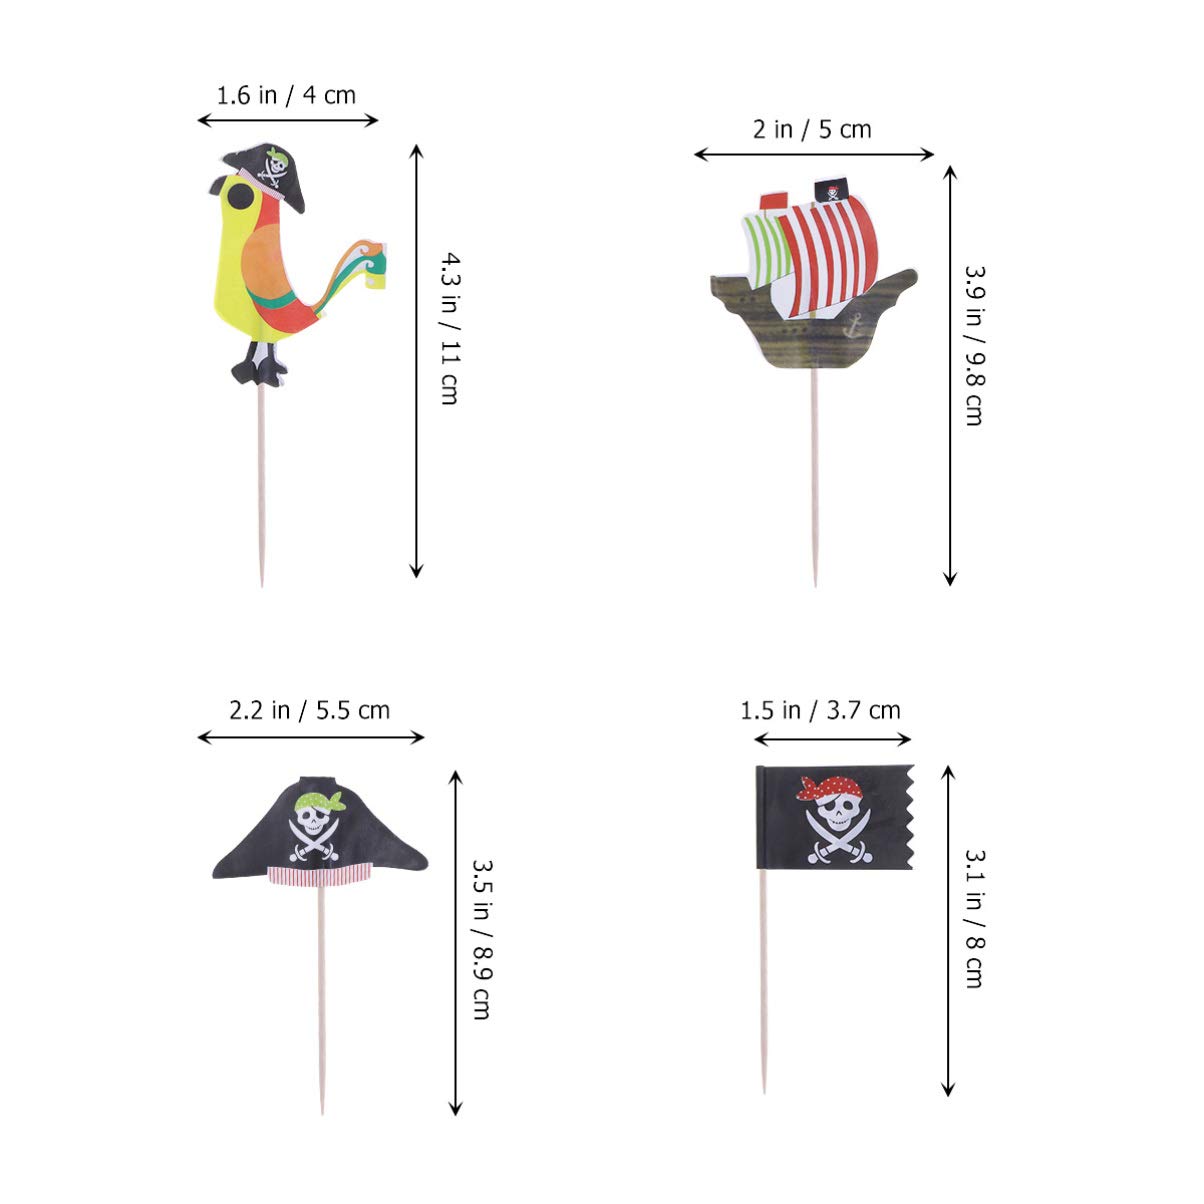 1.6 in / 4 cm
4.3 in / 11 cm
2 in / 5 cm
3.9 in / 9.8 cm
2.2 in / 5.5 cm
3.5 in / 8.9 cm
1.5 in / 3.7 cm
3.1 in / 8 cm